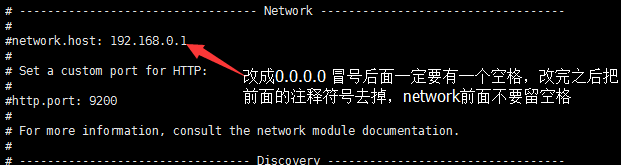 # ---------------------------------- Network -----------------------------------
#
#network.host: 192.168.0.1
#
# Set a custom port for HTTP:
#
#http.port: 9200
#
# For more information, consult the network module documentation.
#
# --------------------------------- Discovery ----------------------------------
改成0.0.0.0 冒号后面一定要有一个空格，改完之后把
前面的注释符号去掉，network前面不要留空格